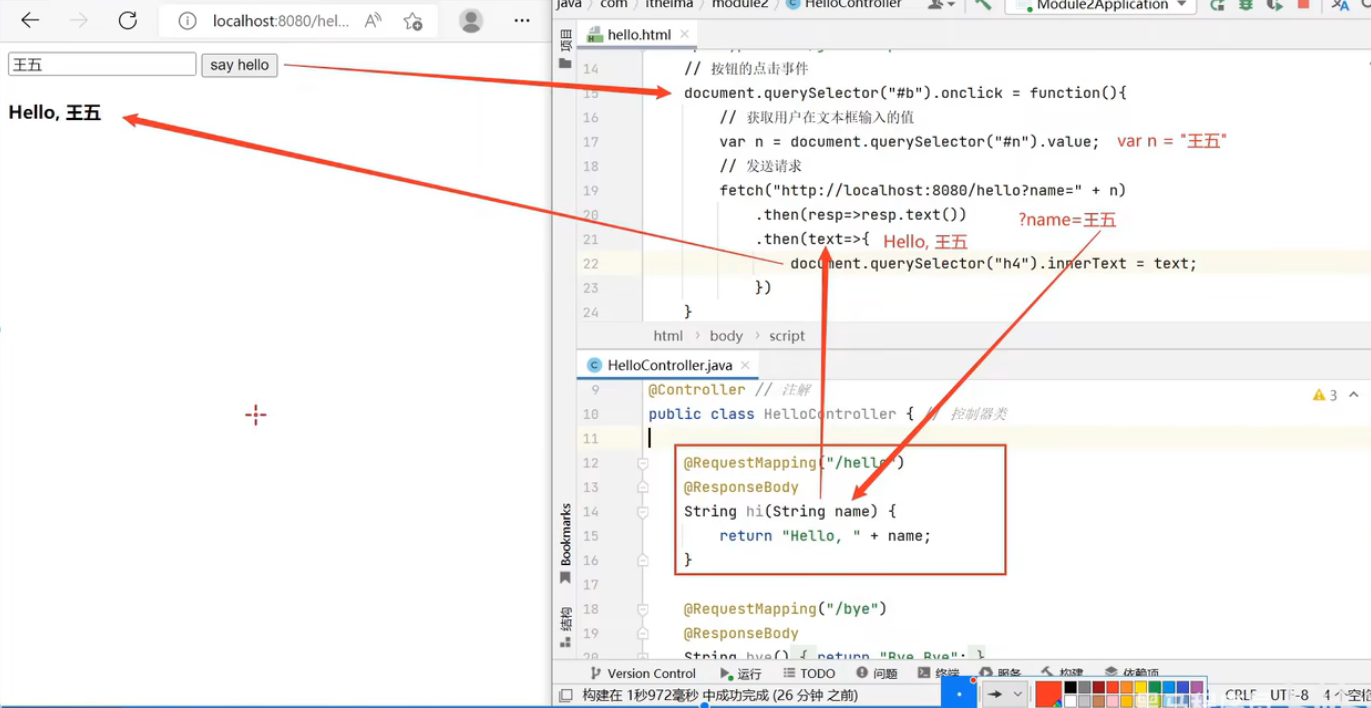 localhost:8080/hel...
王五
say hello
Hello, 王五
java
com
itheima
module2
HelloController
Module2Application
项目
hello.html
14 // 按钮的点击事件
15 document.querySelector("#b").onclick = function(){
16 // 获取用户在文本框输入的值
17 var n = document.querySelector("#n").value; var n = "王五"
18 // 发送请求
19 fetch("http://localhost:8080/hello?name=" + n)
20 .then(resp=>resp.text())
?name=王五
21 .then(text=>{ Hello, 王五
22 document.querySelector("h4").innerText = text;
23 })
24 }
html › body › script
HelloController.java
9 @Controller // 注解
10 public class HelloController { // 控制器类
11
12 @RequestMapping("/hello")
13 @ResponseBody
14 String hi(String name) {
15 return "Hello, " + name;
16 }
17
18 @RequestMapping("/bye")
19 @ResponseBody
20 String bye() { return "Bye Bye"; }
3
Bookmarks
结构
Version Control
运行
TODO
问题
终端
服务
构建
依赖项
构建在 1秒972毫秒 中成功完成 (26 分钟 之前)
CRLF UTF-8 4 个空格